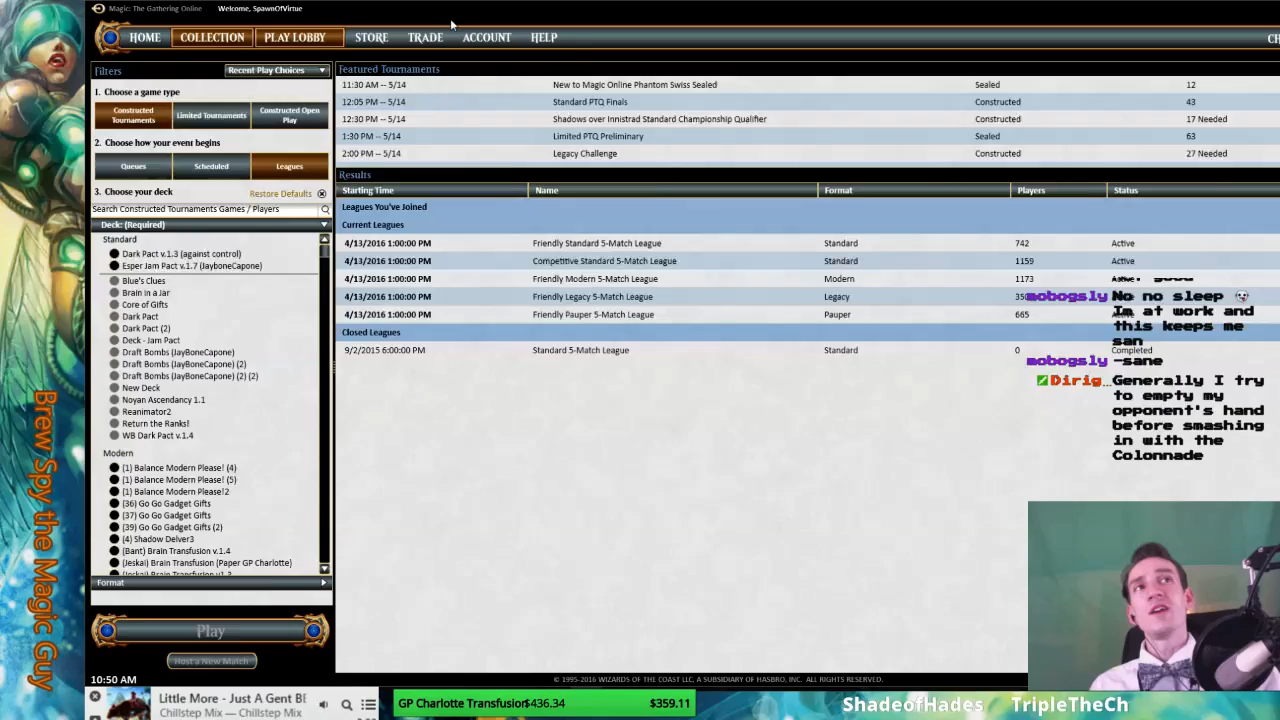 Magic: The Gathering Online Welcome, SpawnOfVirtue
HOME COLLECTION PLAY LOBBY STORE TRADE ACCOUNT HELP CH
Filters
Recent Play Choices
1. Choose a game type
Constructed Tournaments
Limited Tournaments
Constructed Open Play
2. Choose how your event begins
Queues Scheduled Leagues
3. Choose your deck Restore Defaults
Search Constructed Tournaments Games / Players
Deck: (Required)
Standard
Dark Pact v.1.3 (against control)
Esper Jam Pact v.1.7 (JayboneCapone)
Blue's Clues
Brain in a Jar
Core of Gifts
Dark Pact
Dark Pact (2)
Deck - Jam Pact
Draft Bombs (JayBoneCapone)
Draft Bombs (JayBoneCapone) (2)
Draft Bombs (JayBoneCapone) (2) (2)
New Deck
Noyan Ascendancy 1.1
Reanimator2
Return the Ranks!
WB Dark Pact v.1.4
Modern
(1) Balance Modern Please! (4)
(1) Balance Modern Please! (5)
(1) Balance Modern Please!2
(36) Go Go Gadget Gifts
(37) Go Go Gadget Gifts
(39) Go Go Gadget Gifts (2)
(4) Shadow Delver3
(Bant) Brain Transfusion v.1.4
(Jeskai) Brain Transfusion (Paper GP Charlotte)
(Jeskai) Brain Transfusion v1.3
Format
Play
Host a New Match
10:50 AM
Featured Tournaments
11:30 AM -- 5/14 New to Magic Online Phantom Swiss Sealed Sealed 12
12:05 PM -- 5/14 Standard PTQ Finals Constructed 43
12:30 PM -- 5/14 Shadows over Innistrad Standard Championship Qualifier Constructed 17 Needed
1:30 PM -- 5/14 Limited PTQ Preliminary Sealed 63
2:00 PM -- 5/14 Legacy Challenge Constructed 27 Needed
Results
Starting Time Name Format Players Status
Leagues You've Joined
Current Leagues
4/13/2016 1:00:00 PM Friendly Standard 5-Match League Standard 742 Active
4/13/2016 1:00:00 PM Competitive Standard 5-Match League Standard 1159 Active
4/13/2016 1:00:00 PM Friendly Modern 5-Match League Modern 1173
4/13/2016 1:00:00 PM Friendly Legacy 5-Match League Legacy
4/13/2016 1:00:00 PM Friendly Pauper 5-Match League Pauper 665
Closed Leagues
9/2/2015 6:00:00 PM Standard 5-Match League Standard 0 Completed
mobogsly No no sleep
Im at work and
this keeps me
san
mobogsly -sane
Dirig... Generally I try
to empty my
opponent's hand
before smashing
in with the
Colonnade
© 1995-2016 WIZARDS OF THE COAST LLC, A SUBSIDIARY OF HASBRO, INC. ALL RIGHTS RESERVED.
Brew Spy the Magic Guy
Little More - Just A Gent
Chillstep Mix — Chillstep Mix
GP Charlotte Transfusion $436.34 $359.11
ShadeofHades TripleTheCh